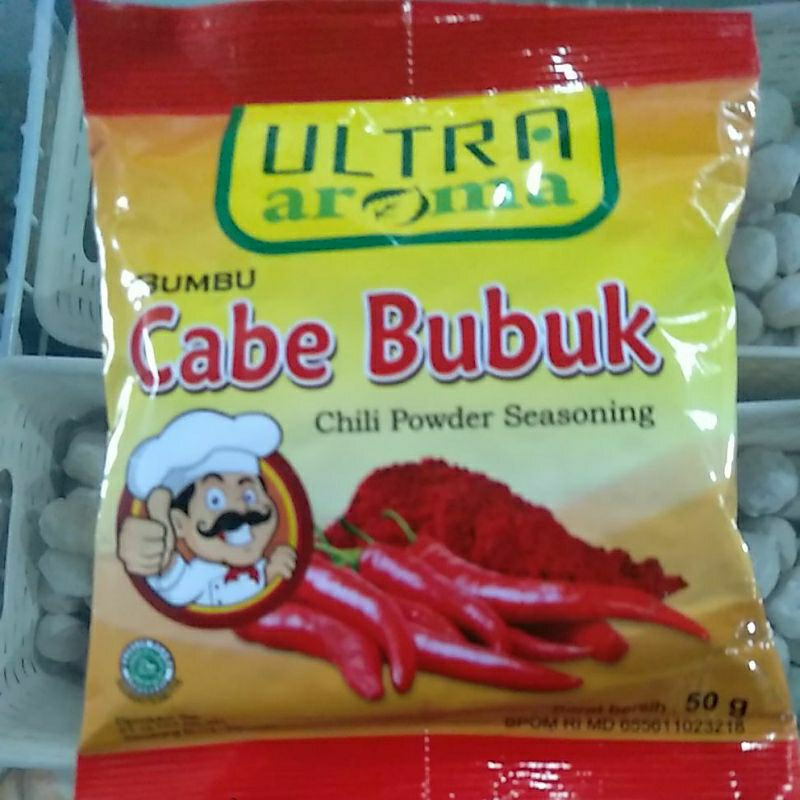 ULTRA
aroma
BUMBU
Cabe Bubuk
Chili Powder Seasoning
Berat bersih : 50 g
BPOM RI MD 655611023218